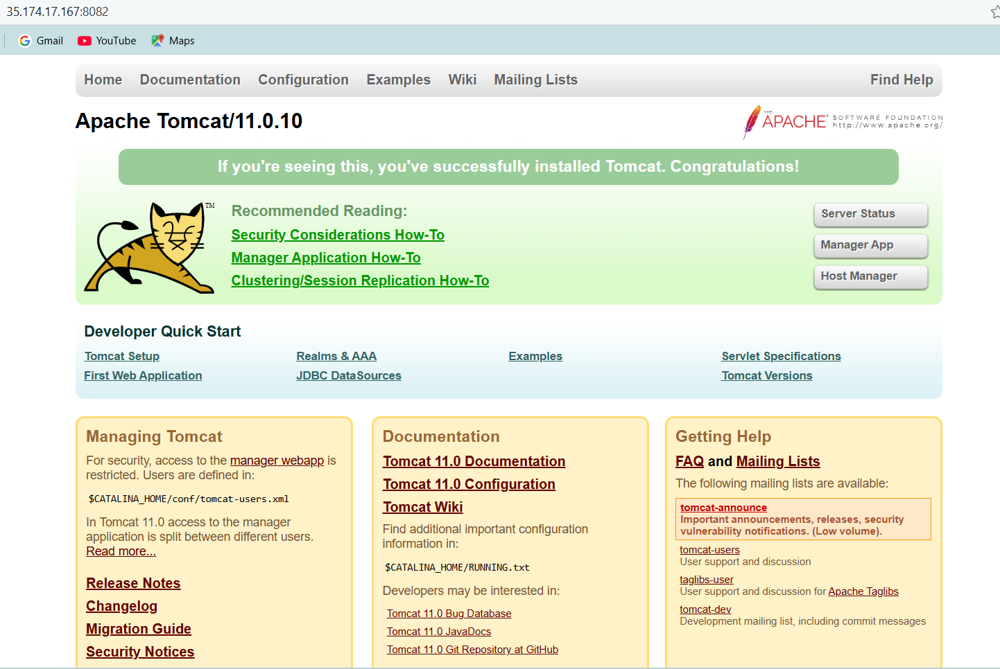 35.174.17.167:8082
Gmail YouTube Maps
Home Documentation Configuration Examples Wiki Mailing Lists Find Help
Apache Tomcat/11.0.10
THE APACHE SOFTWARE FOUNDATION
http://www.apache.org/
If you're seeing this, you've successfully installed Tomcat. Congratulations!
TM
Recommended Reading:
Security Considerations How-To
Manager Application How-To
Clustering/Session Replication How-To
Server Status
Manager App
Host Manager
Developer Quick Start
Tomcat Setup
First Web Application
Realms & AAA
JDBC DataSources
Examples
Servlet Specifications
Tomcat Versions
Managing Tomcat
For security, access to the manager webapp is
restricted. Users are defined in:
$CATALINA_HOME/conf/tomcat-users.xml
In Tomcat 11.0 access to the manager
application is split between different users.
Read more...
Release Notes
Changelog
Migration Guide
Security Notices
Documentation
Tomcat 11.0 Documentation
Tomcat 11.0 Configuration
Tomcat Wiki
Find additional important configuration
information in:
$CATALINA_HOME/RUNNING.txt
Developers may be interested in:
Tomcat 11.0 Bug Database
Tomcat 11.0 JavaDocs
Tomcat 11.0 Git Repository at GitHub
Getting Help
FAQ and Mailing Lists
The following mailing lists are available:
tomcat-announce
Important announcements, releases, security
vulnerability notifications. (Low volume).
tomcat-users
User support and discussion
taglibs-user
User support and discussion for Apache Taglibs
tomcat-dev
Development mailing list, including commit messages